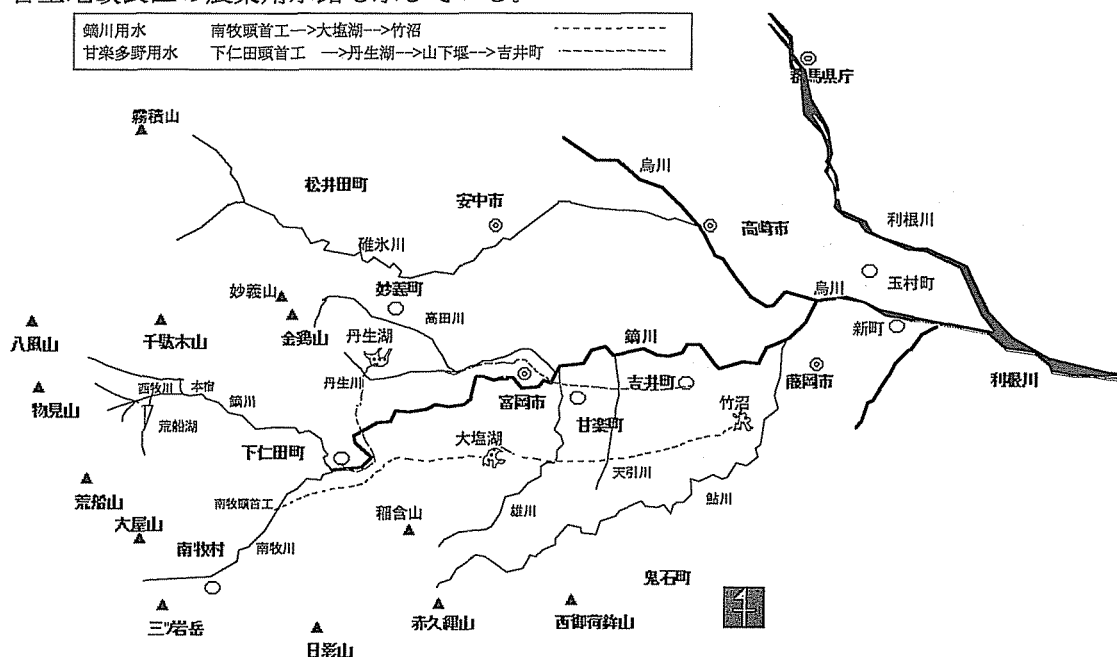 鏑川用水 南牧頭首工-->大塩湖-->竹沼
甘楽多野用水 下仁田頭首工 -->丹生湖-->山下堰-->吉井町
群馬県庁
霧積山
松井田町
安中市
烏川
高崎市
利根川
碓氷川
妙義山
妙義町
烏川
玉村町
八風山
千駄木山
金鶏山
丹生湖
高田川
鏑川
新町
物見山
西牧川
本宿
鏑川
丹生川
富岡市
吉井町
藤岡市
利根川
荒船湖
甘楽町
竹沼
下仁田町
大塩湖
天引川
荒船山
南牧頭首工
稲含山
雄川
鮎川
大屋山
南牧村
南牧川
鬼石町
三ツ岩岳
日影山
赤久縄山
西御荷鉾山